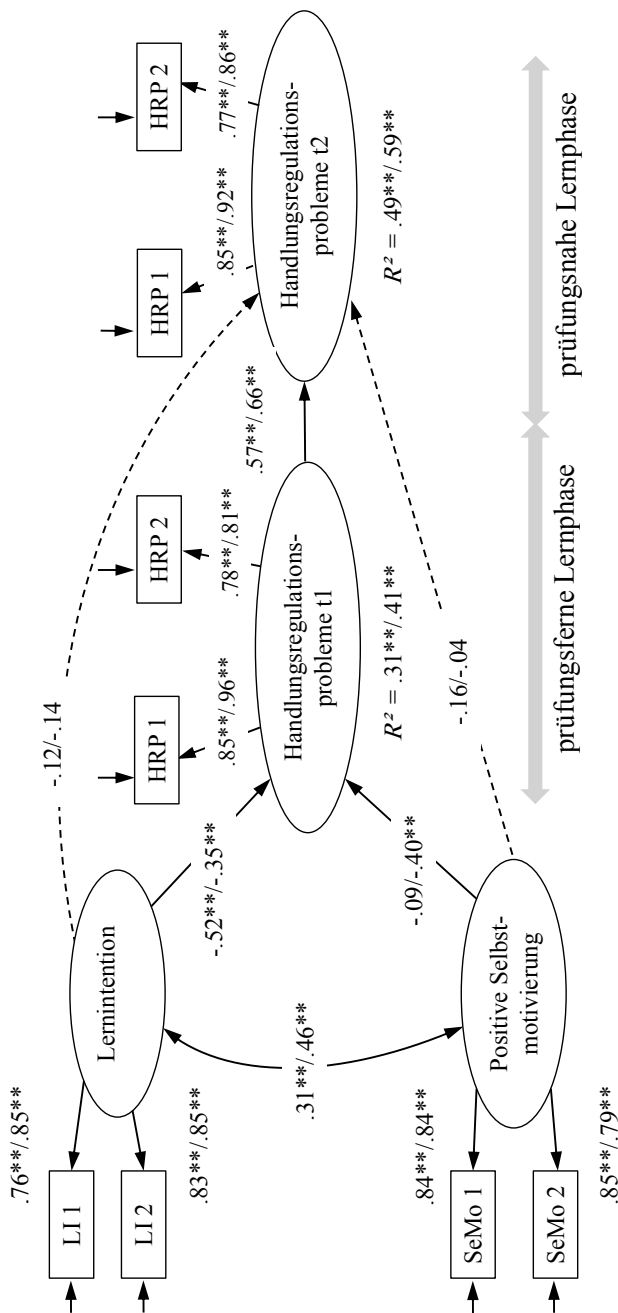 .76**/.85**
LI 1
LI 2
.83**/.85**
Lernintention
-.12/-.14
.31**/.46**
-.52**/-.35**
-.09/-.40**
.84**/.84**
SeMo 1
SeMo 2
.85**/.79**
Positive Selbst-
motivierung
-.16/-.04
HRP 1
HRP 2
.85**/.96**
.78**/.81**
Handlungsregulations-
probleme t1
R² = .31**/.41**
.57**/.66**
HRP 1
HRP 2
.85**/.92**
.77**/.86**
Handlungsregulations-
probleme t2
R² = .49**/.59**
prüfungsferne Lernphase
prüfungsnahe Lernphase